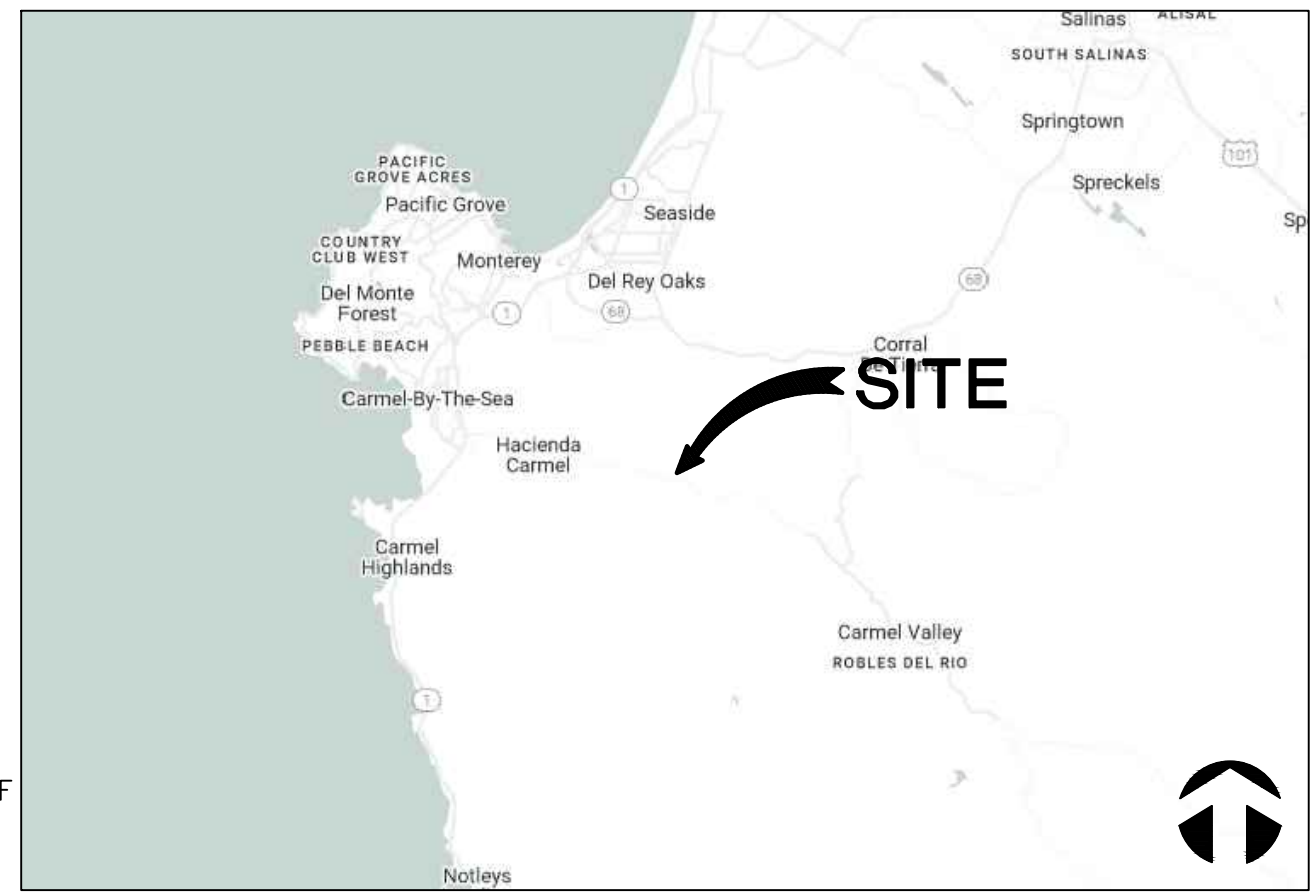 Salinas
ALISAL
SOUTH SALINAS
Springtown
101
PACIFIC
GROVE ACRES
Spreckels
1
Pacific Grove
Seaside
Sp
COUNTRY
CLUB WEST
Monterey
68
Del Rey Oaks
Del Monte
Forest
1
68
PEBBLE BEACH
Corral
De Tierra
SITE
Carmel-By-The-Sea
Hacienda
Carmel
Carmel
Highlands
Carmel Valley
ROBLES DEL RIO
1
F
Notleys